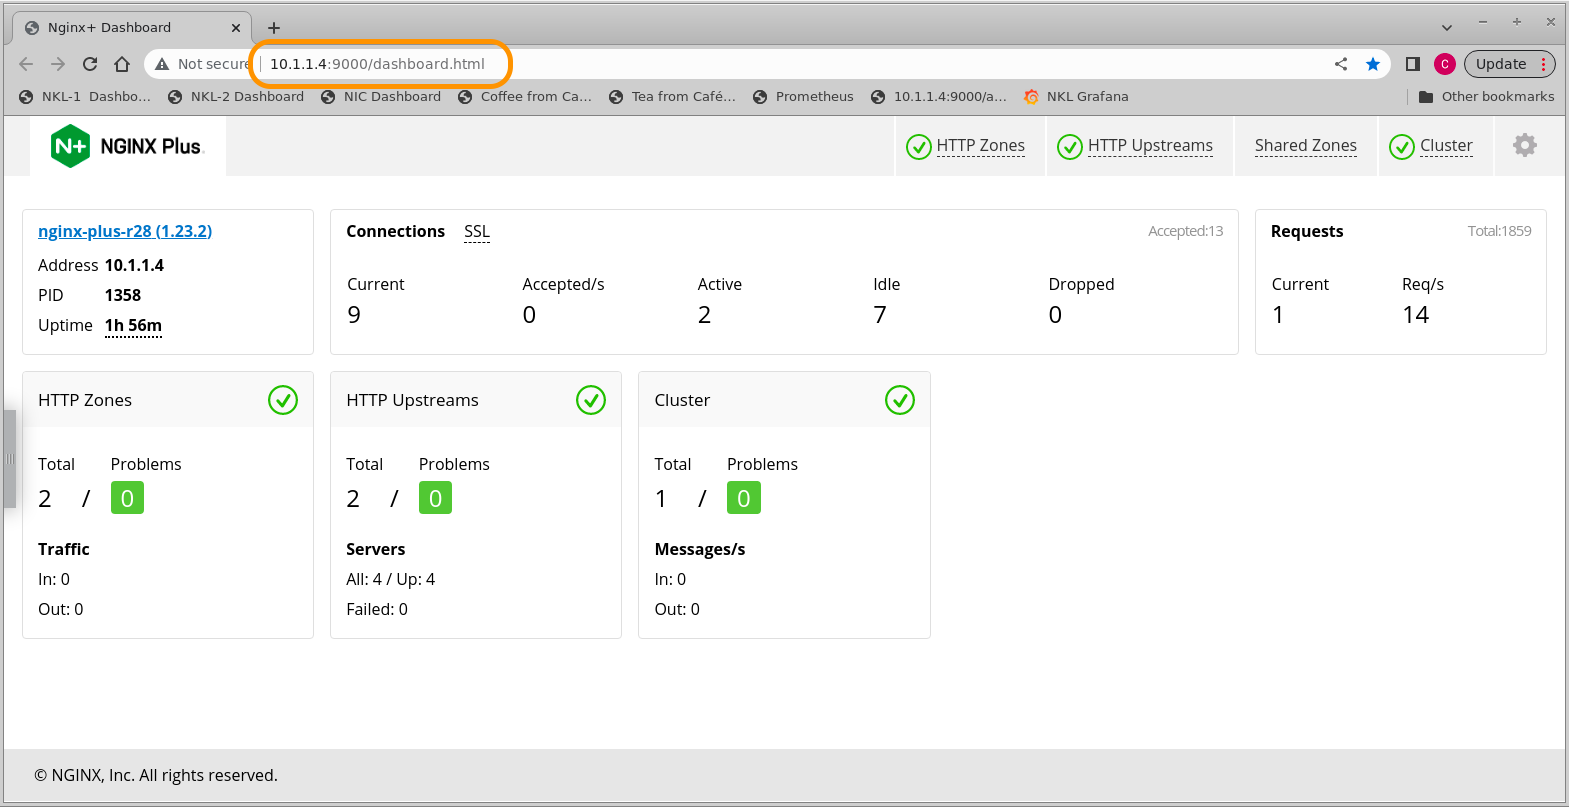 Nginx+ Dashboard
Not secure 10.1.1.4:9000/dashboard.html C Update
NKL-1 Dashbo... NKL-2 Dashboard NIC Dashboard Coffee from Ca... Tea from Café... Prometheus 10.1.1.4:9000/a... NKL Grafana Other bookmarks
N+ NGINX Plus HTTP Zones HTTP Upstreams Shared Zones Cluster
nginx-plus-r28 (1.23.2)
Address 10.1.1.4
PID 1358
Uptime 1h 56m
Connections SSL Accepted:13
Current Accepted/s Active Idle Dropped
9 0 2 7 0
Requests Total:1859
Current Req/s
1 14
HTTP Zones
Total Problems
2 / 0
Traffic
In: 0
Out: 0
HTTP Upstreams
Total Problems
2 / 0
Servers
All: 4 / Up: 4
Failed: 0
Cluster
Total Problems
1 / 0
Messages/s
In: 0
Out: 0
© NGINX, Inc. All rights reserved.